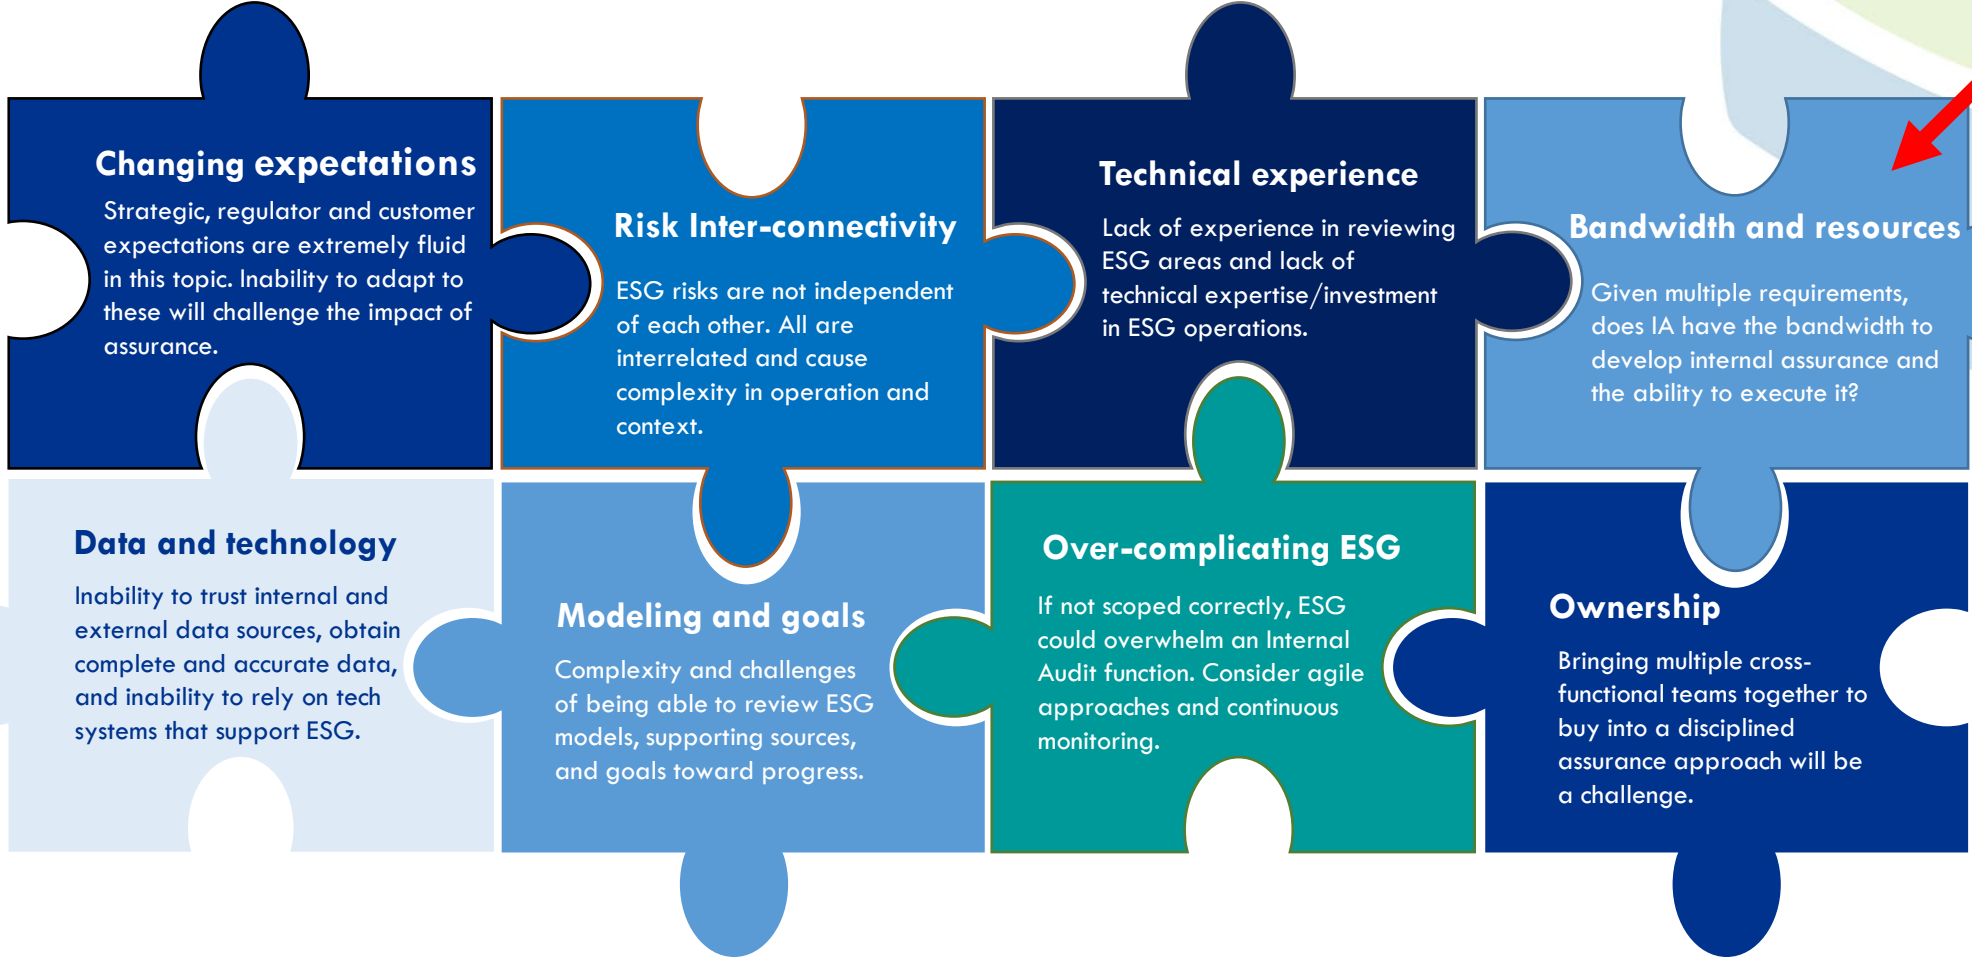 Changing expectations
Strategic, regulator and customer
expectations are extremely fluid
in this topic. Inability to adapt to
these will challenge the impact of
assurance.
Risk Inter-connectivity
ESG risks are not independent
of each other. All are
interrelated and cause
complexity in operation and
context.
Technical experience
Lack of experience in reviewing
ESG areas and lack of
technical expertise/investment
in ESG operations.
Bandwidth and resources
Given multiple requirements,
does IA have the bandwidth to
develop internal assurance and
the ability to execute it?
Data and technology
Inability to trust internal and
external data sources, obtain
complete and accurate data,
and inability to rely on tech
systems that support ESG.
Modeling and goals
Complexity and challenges
of being able to review ESG
models, supporting sources,
and goals toward progress.
Over-complicating ESG
If not scoped correctly, ESG
could overwhelm an Internal
Audit function. Consider agile
approaches and continuous
monitoring.
Ownership
Bringing multiple cross-
functional teams together to
buy into a disciplined
assurance approach will be
a challenge.